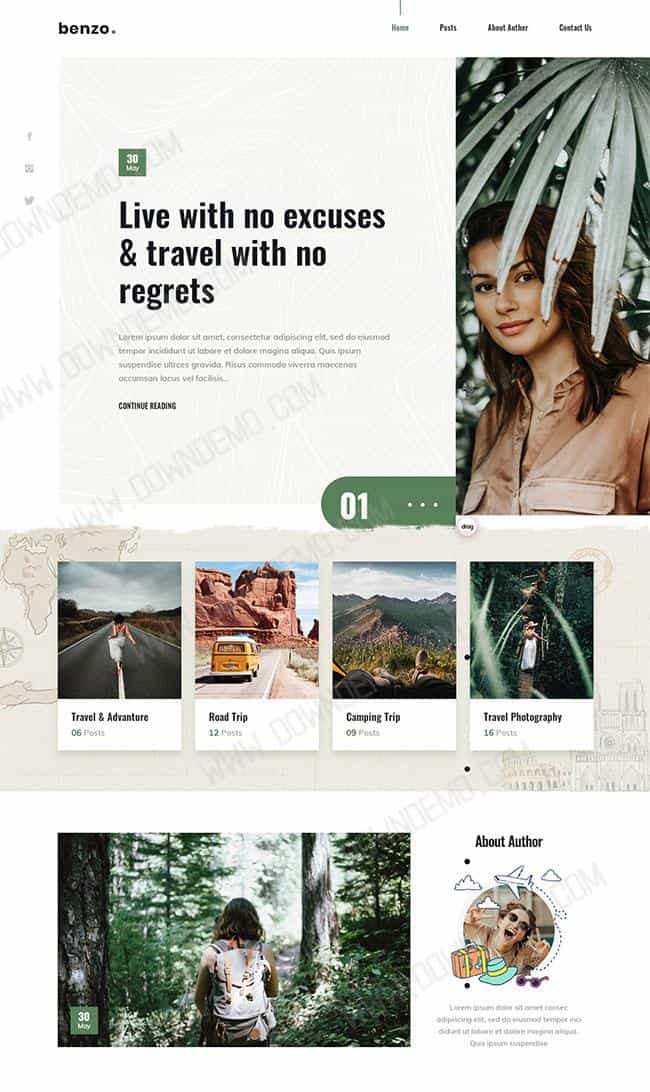 benzo.
Home Posts About Author Contact Us
30
May
Live with no excuses
& travel with no
regrets
Lorem ipsum dolor sit amet, consectetur adipiscing elit, sed do eiusmod
tempor incididunt ut labore et dolore magna aliqua. Quis ipsum
suspendisse ultrces gravida. Risus commodo viverra maecenas
accumsan lacus vel facilisis...
CONTINUE READING
01
drag
Travel & Advanture
06 Posts
Road Trip
12 Posts
Camping Trip
09 Posts
Travel Photography
16 Posts
About Author
30
May
Lorem ipsum dolor sit amet consec
adipiscing elit, sed do eiusmod tempor inci
didunt ut labore et dolore magna aliqua.
Quis ipsum suspendisse
WWW.DOWNDEMO.COM